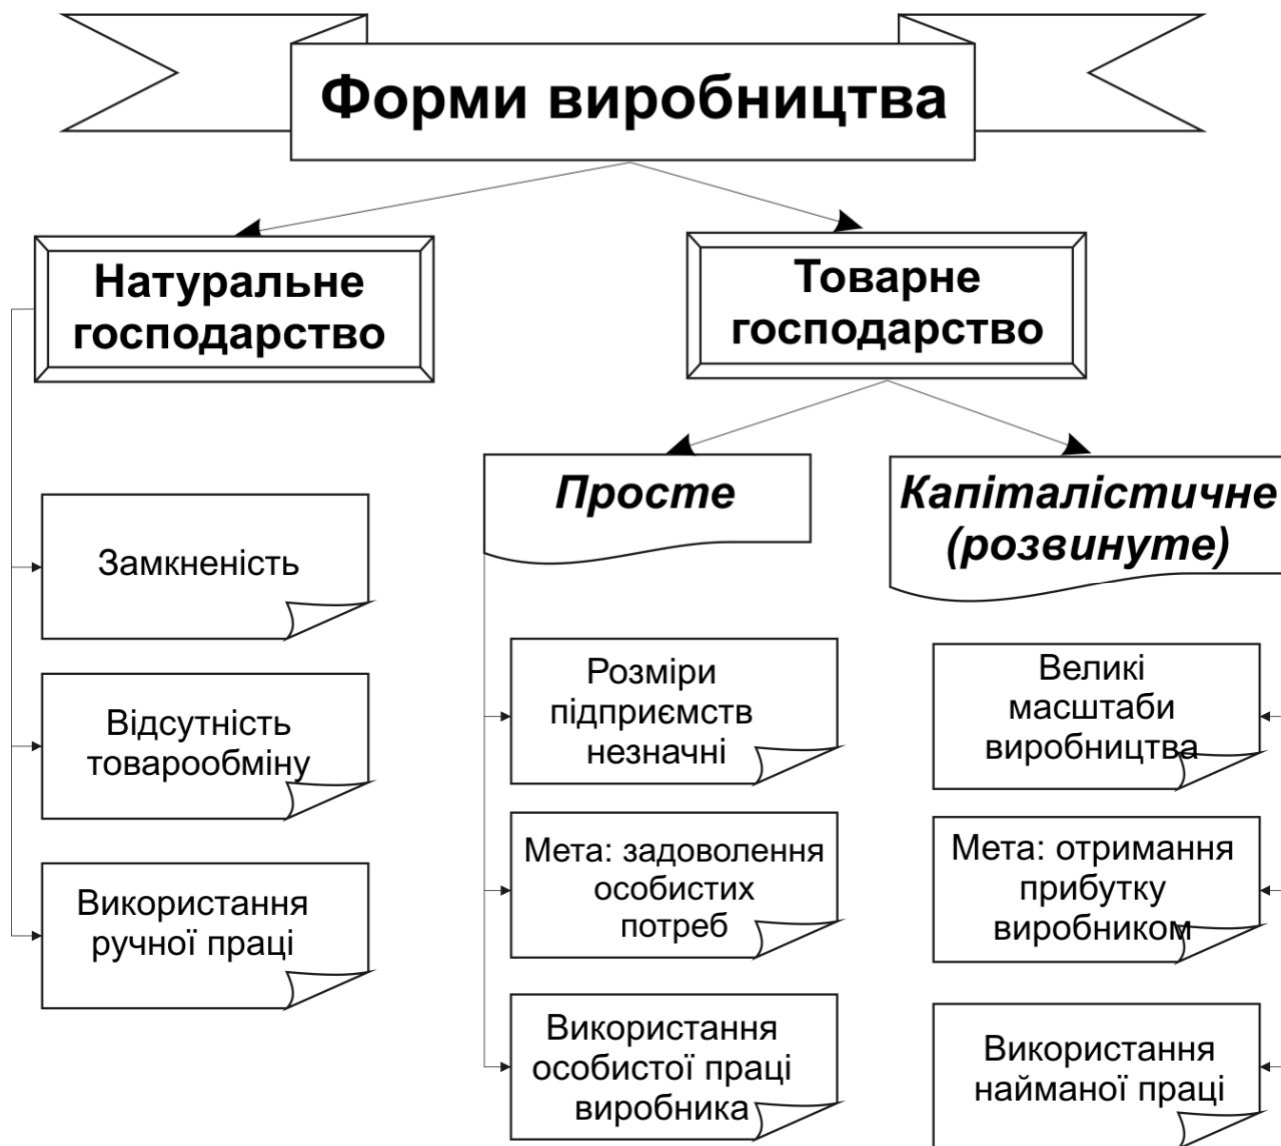 Форми виробництва
Натуральне
господарство
Товарне
господарство
Просте
Капіталістичне
(розвинуте)
Замкненість
Відсутність
товарообміну
Використання
ручної праці
Розміри
підприємств
незначні
Мета: задоволення
особистих
потреб
Використання
особистої праці
виробника
Великі
масштаби
виробництва
Мета: отримання
прибутку
виробником
Використання
найманої праці